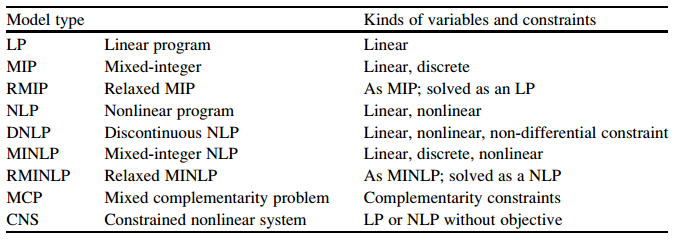 Model type Kinds of variables and constraints
LP Linear program Linear
MIP Mixed-integer Linear, discrete
RMIP Relaxed MIP As MIP; solved as an LP
NLP Nonlinear program Linear, nonlinear
DNLP Discontinuous NLP Linear, nonlinear, non-differential constraint
MINLP Mixed-integer NLP Linear, discrete, nonlinear
RMINLP Relaxed MINLP As MINLP; solved as a NLP
MCP Mixed complementarity problem Complementarity constraints
CNS Constrained nonlinear system LP or NLP without objective